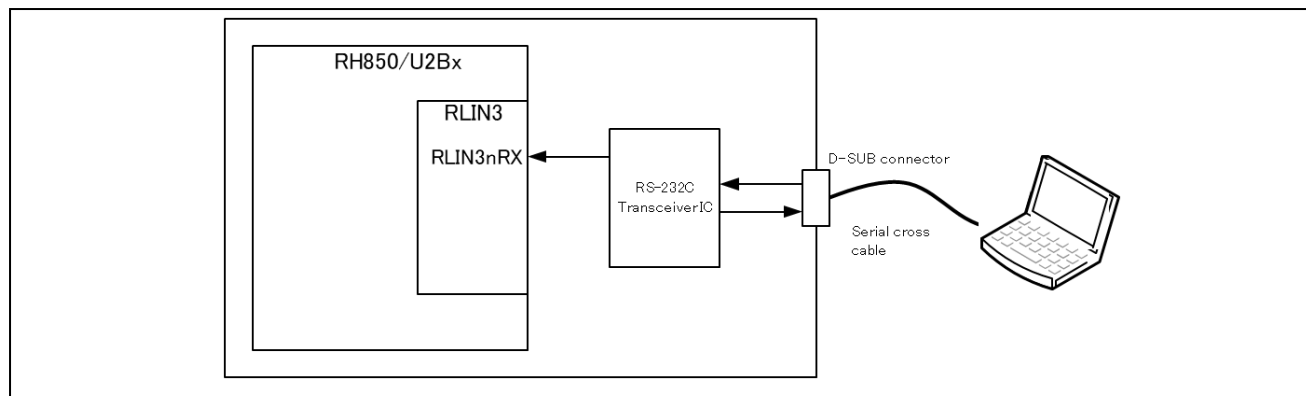 RH850/U2Bx
RLIN3
RLIN3nRX
RS-232C
TransceiverIC
D-SUB connector
Serial cross
cable